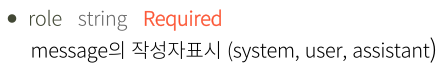 • role string Required
message의 작성자표시 (system, user, assistant)